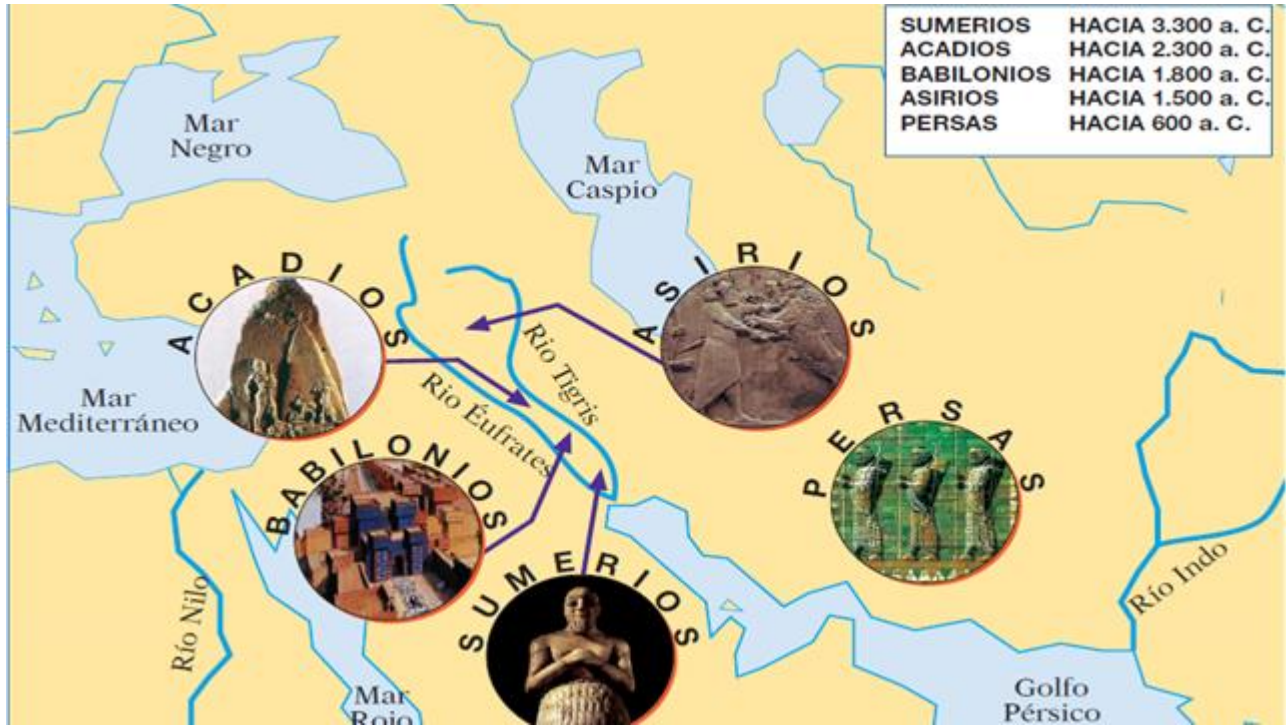 SUMERIOS HACIA 3.300 a. C.
ACADIOS HACIA 2.300 a. C.
BABILONIOS HACIA 1.800 a. C.
ASIRIOS HACIA 1.500 a. C.
PERSAS HACIA 600 a. C.
Mar
Negro
Mar
Caspio
ACADIOS
ASIRIOS
Rio Tigris
Rio Éufrates
Mar
Mediterráneo
BABILONIOS
PERSAS
SUMERIOS
Río Nilo
Río Indo
Mar
Rojo
Golfo
Pérsico